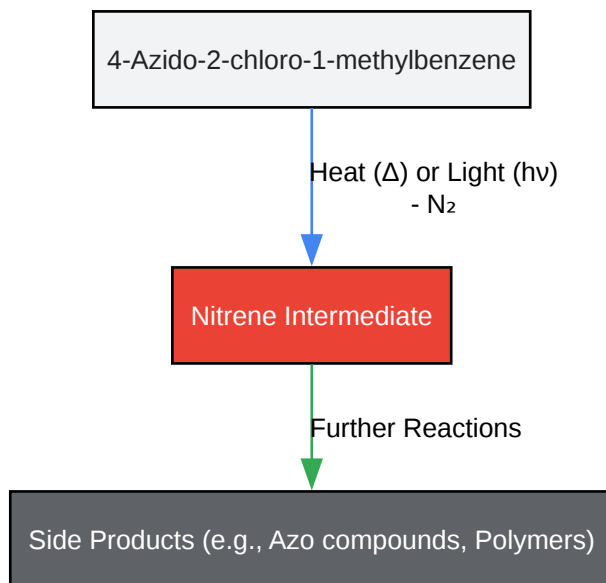 4-Azido-2-chloro-1-methylbenzene
Heat (Δ) or Light (hν)
- N₂
Nitrene Intermediate
Further Reactions
Side Products (e.g., Azo compounds, Polymers)